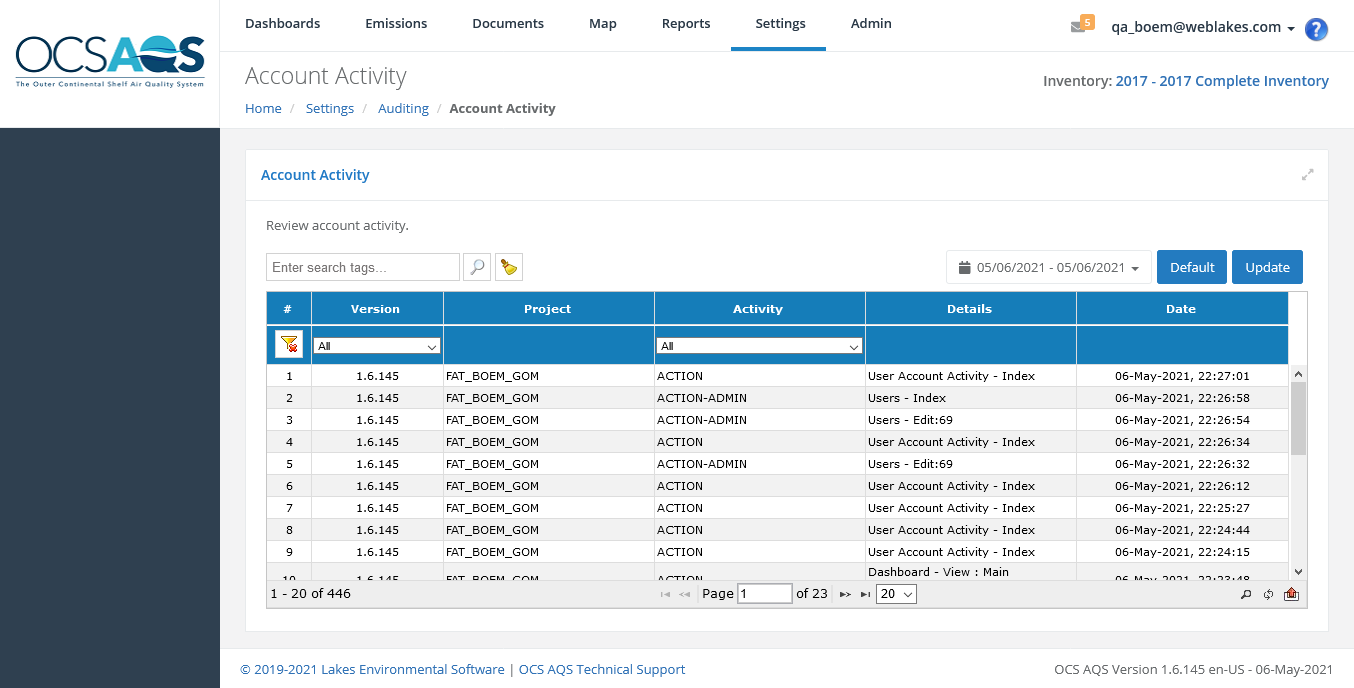 OCSAQS
The Outer Continental Shelf Air Quality System
Dashboards Emissions Documents Map Reports Settings Admin 5 qa_boem@weblakes.com ?
Account Activity
Inventory: 2017 - 2017 Complete Inventory
Home / Settings / Auditing / Account Activity
Account Activity
Review account activity.
Enter search tags... 05/06/2021 - 05/06/2021 Default Update
# Version Project Activity Details Date
All All
1 1.6.145 FAT_BOEM_GOM ACTION User Account Activity - Index 06-May-2021, 22:27:01
2 1.6.145 FAT_BOEM_GOM ACTION-ADMIN Users - Index 06-May-2021, 22:26:58
3 1.6.145 FAT_BOEM_GOM ACTION-ADMIN Users - Edit:69 06-May-2021, 22:26:54
4 1.6.145 FAT_BOEM_GOM ACTION User Account Activity - Index 06-May-2021, 22:26:34
5 1.6.145 FAT_BOEM_GOM ACTION-ADMIN Users - Edit:69 06-May-2021, 22:26:32
6 1.6.145 FAT_BOEM_GOM ACTION User Account Activity - Index 06-May-2021, 22:26:12
7 1.6.145 FAT_BOEM_GOM ACTION User Account Activity - Index 06-May-2021, 22:25:27
8 1.6.145 FAT_BOEM_GOM ACTION User Account Activity - Index 06-May-2021, 22:24:44
9 1.6.145 FAT_BOEM_GOM ACTION User Account Activity - Index 06-May-2021, 22:24:15
10 1.6.145 FAT_BOEM_GOM ACTION Dashboard - View : Main 06-May-2021, 22:23:48
1 - 20 of 446 Page 1 of 23 20
© 2019-2021 Lakes Environmental Software | OCS AQS Technical Support OCS AQS Version 1.6.145 en-US - 06-May-2021